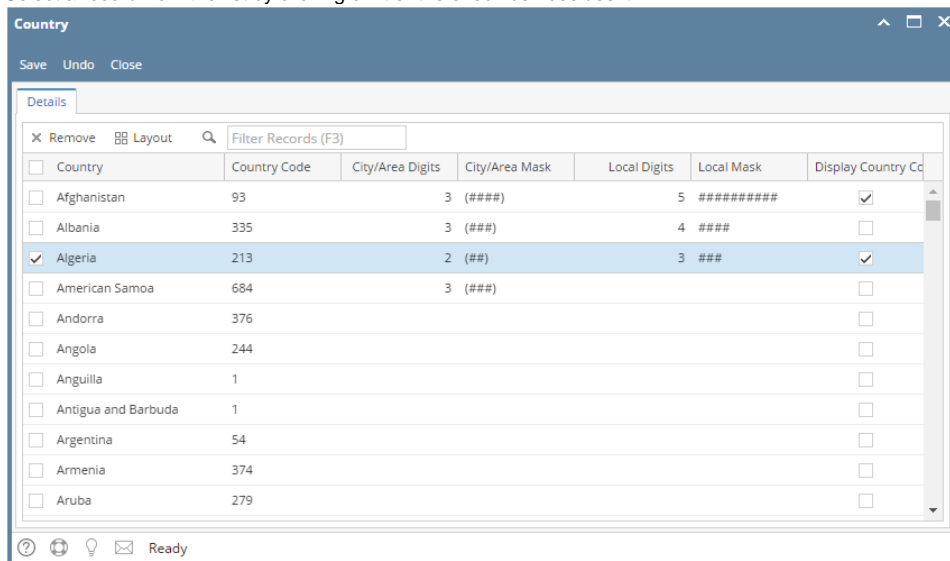 Country
Save Undo Close
Details
Remove Layout Filter Records (F3)
Country Country Code City/Area Digits City/Area Mask Local Digits Local Mask Display Country Co
Afghanistan 93 3 (####) 5 ##########
Albania 335 3 (###) 4 ####
Algeria 213 2 (##) 3 ###
American Samoa 684 3 (###)
Andorra 376
Angola 244
Anguilla 1
Antigua and Barbuda 1
Argentina 54
Armenia 374
Aruba 279
Ready